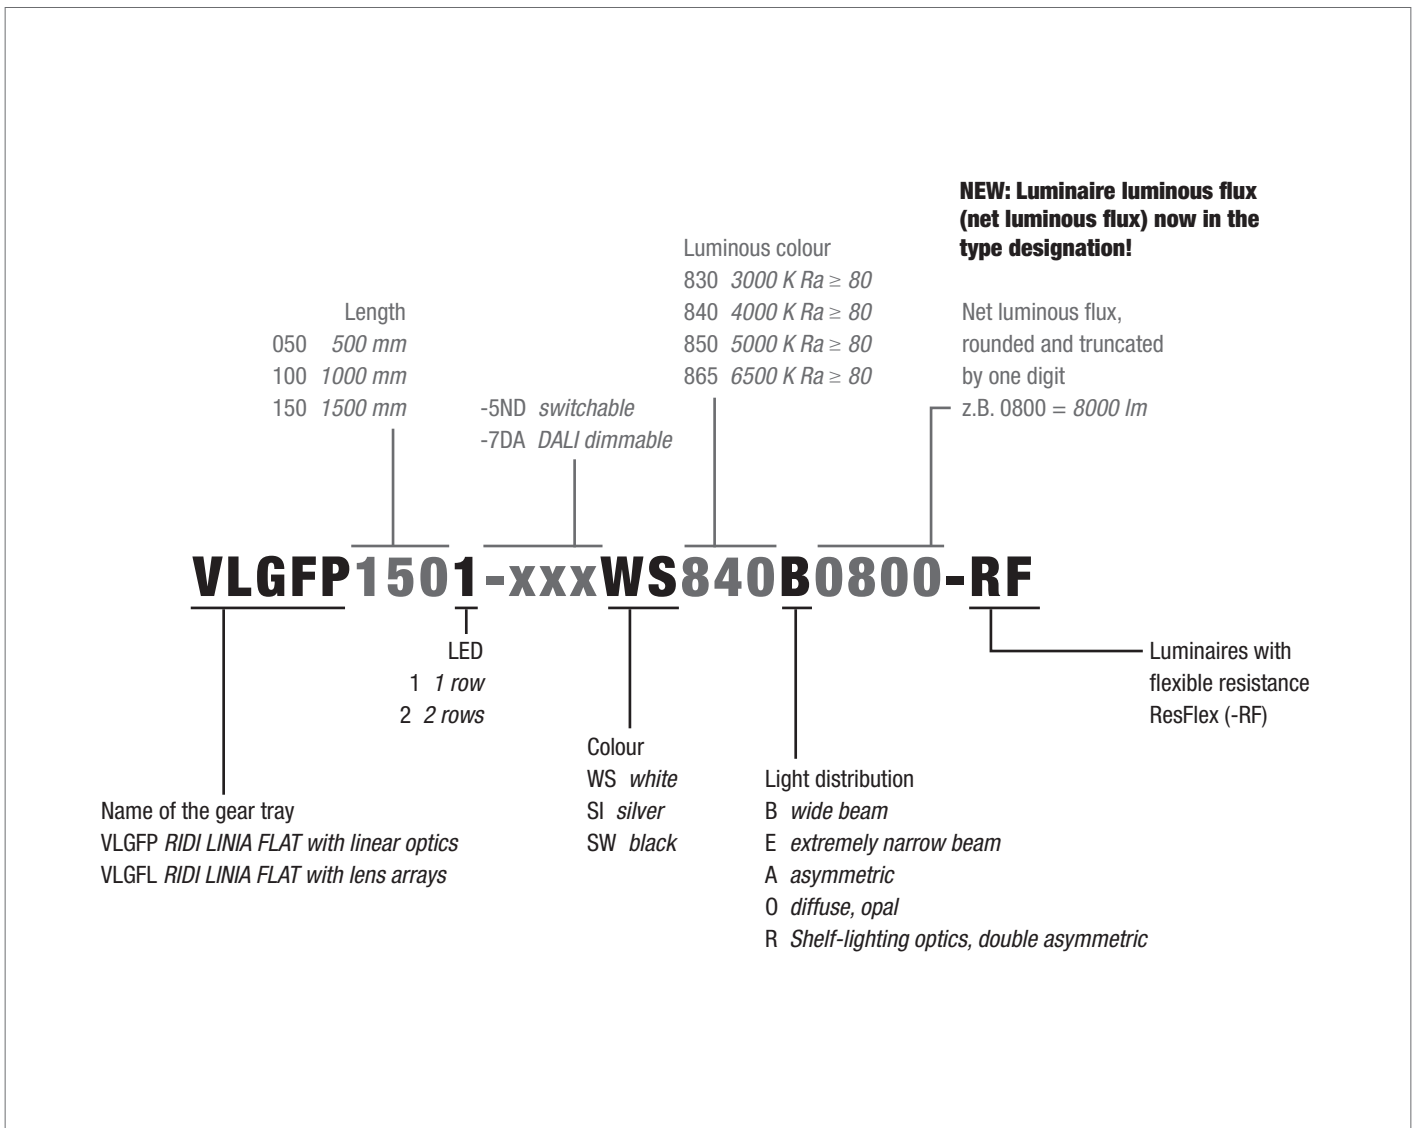 NEW: Luminaire luminous flux
(net luminous flux) now in the
type designation!
Luminous colour
830 3000 K Ra ≥ 80
840 4000 K Ra ≥ 80
850 5000 K Ra ≥ 80
865 6500 K Ra ≥ 80
Length
050 500 mm
100 1000 mm
150 1500 mm
-5ND switchable
-7DA DALI dimmable
Net luminous flux,
rounded and truncated
by one digit
z.B. 0800 = 8000 lm
VLGFP1501-xxxWS840B0800-RF
LED
1 1 row
2 2 rows
Luminaires with
flexible resistance
ResFlex (-RF)
Colour
WS white
SI silver
SW black
Light distribution
B wide beam
E extremely narrow beam
A asymmetric
O diffuse, opal
R Shelf-lighting optics, double asymmetric
Name of the gear tray
VLGFP RIDI LINIA FLAT with linear optics
VLGFL RIDI LINIA FLAT with lens arrays